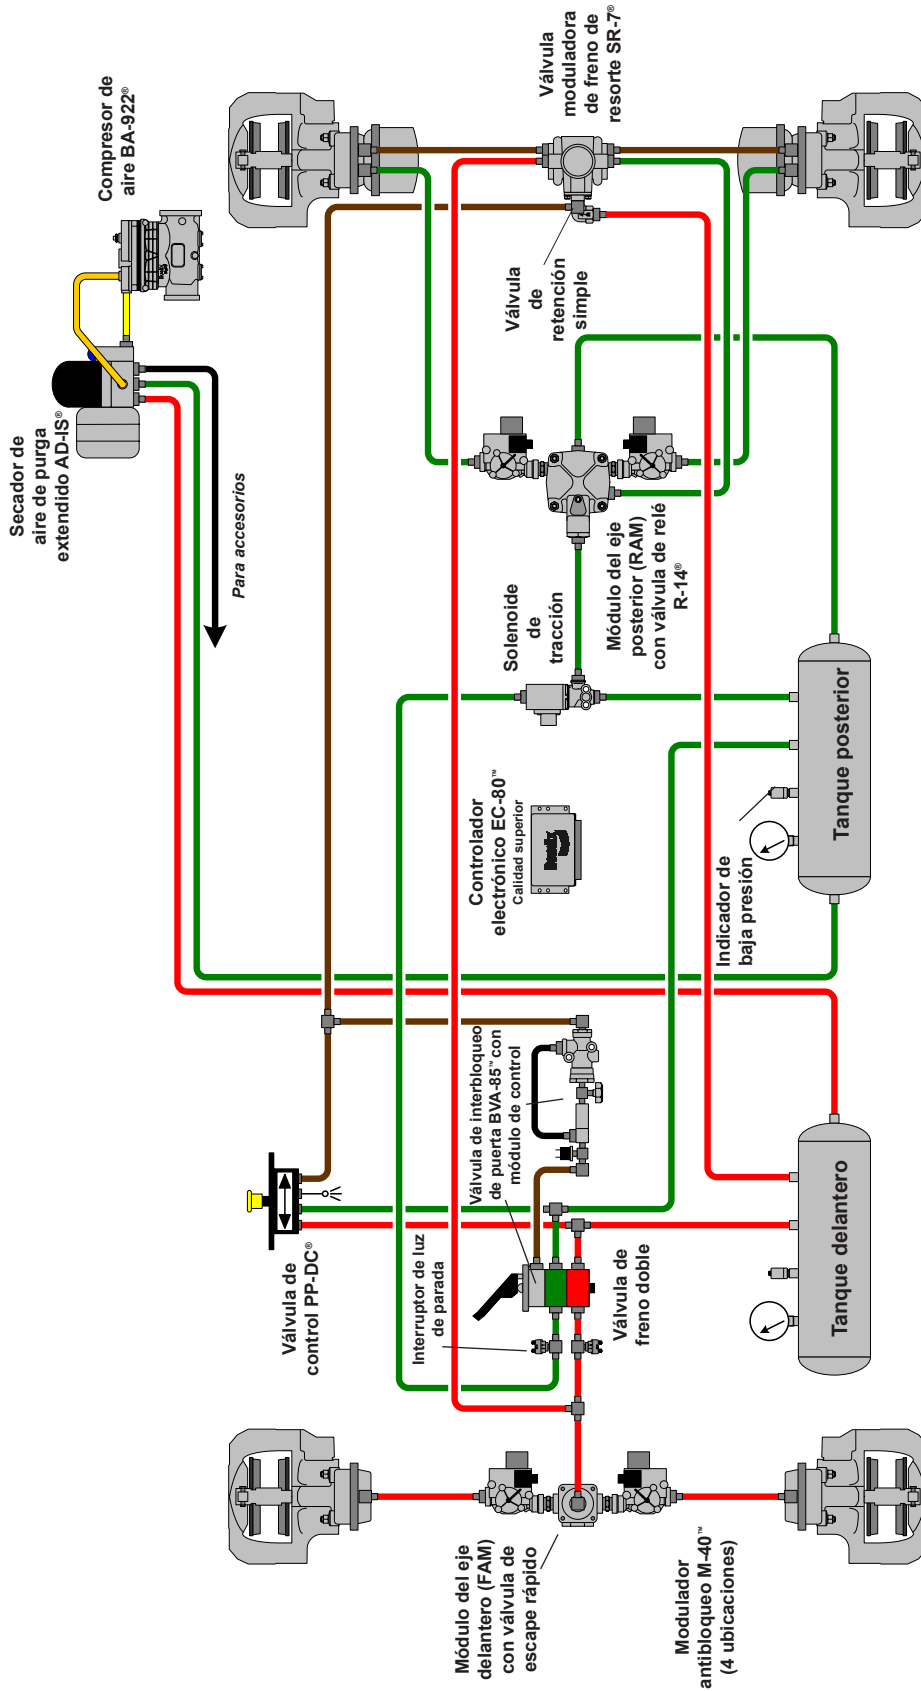 Compresor de
aire BA-922®
Secador de
aire de purga
extendido AD-IS®
Para accesorios
Válvula
moduladora
de freno de
resorte SR-7®
Válvula
de
retención
simple
Módulo del eje
posterior (RAM)
con válvula de relé
R-14®
Solenoide
de
tracción
Controlador
electrónico EC-80™
Calidad superior
Bendix
Tanque posterior
Indicador de
baja presión
Válvula de interbloqueo
de puerta BVA-85™ con
módulo de control
Válvula de
control PP-DC®
Interruptor de luz
de parada
Válvula de
freno doble
Tanque delantero
Módulo del eje
delantero (FAM)
con válvula de
escape rápido
Modulador
antibloqueo M-40™
(4 ubicaciones)